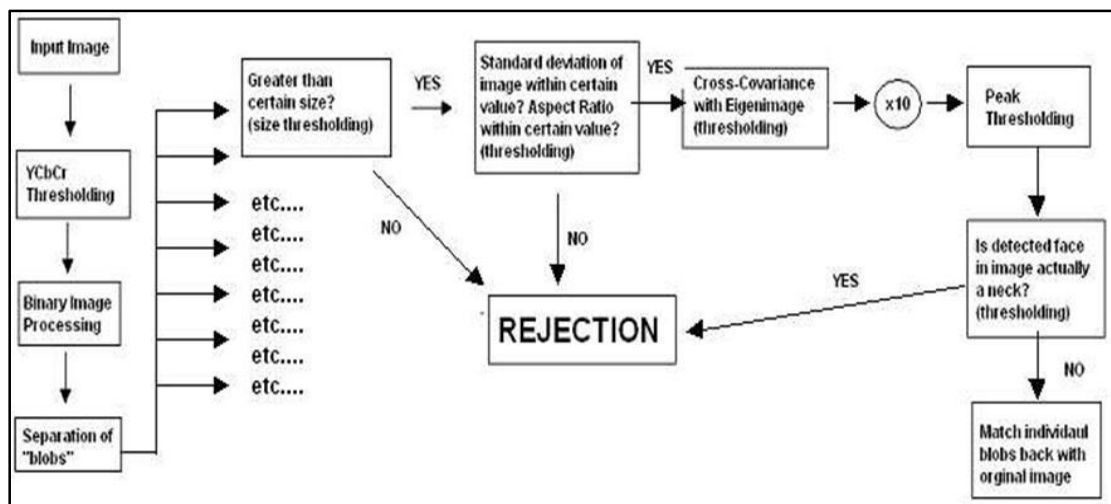 Input Image
YCbCr
Thresholding
Binary Image
Processing
Separation of
"blobs"
Greater than
certain size?
(size thresholding)
etc....
etc....
etc....
etc....
etc....
etc....
etc....
YES
NO
Standard deviation of
image within certain
value? Aspect Ratio
within certain value?
(thresholding)
YES
NO
REJECTION
Cross-Covariance
with Eigenimage
(thresholding)
x10
Peak
Thresholding
Is detected face
in image actually
a neck?
(thresholding)
YES
NO
Match individaul
blobs back with
orginal image